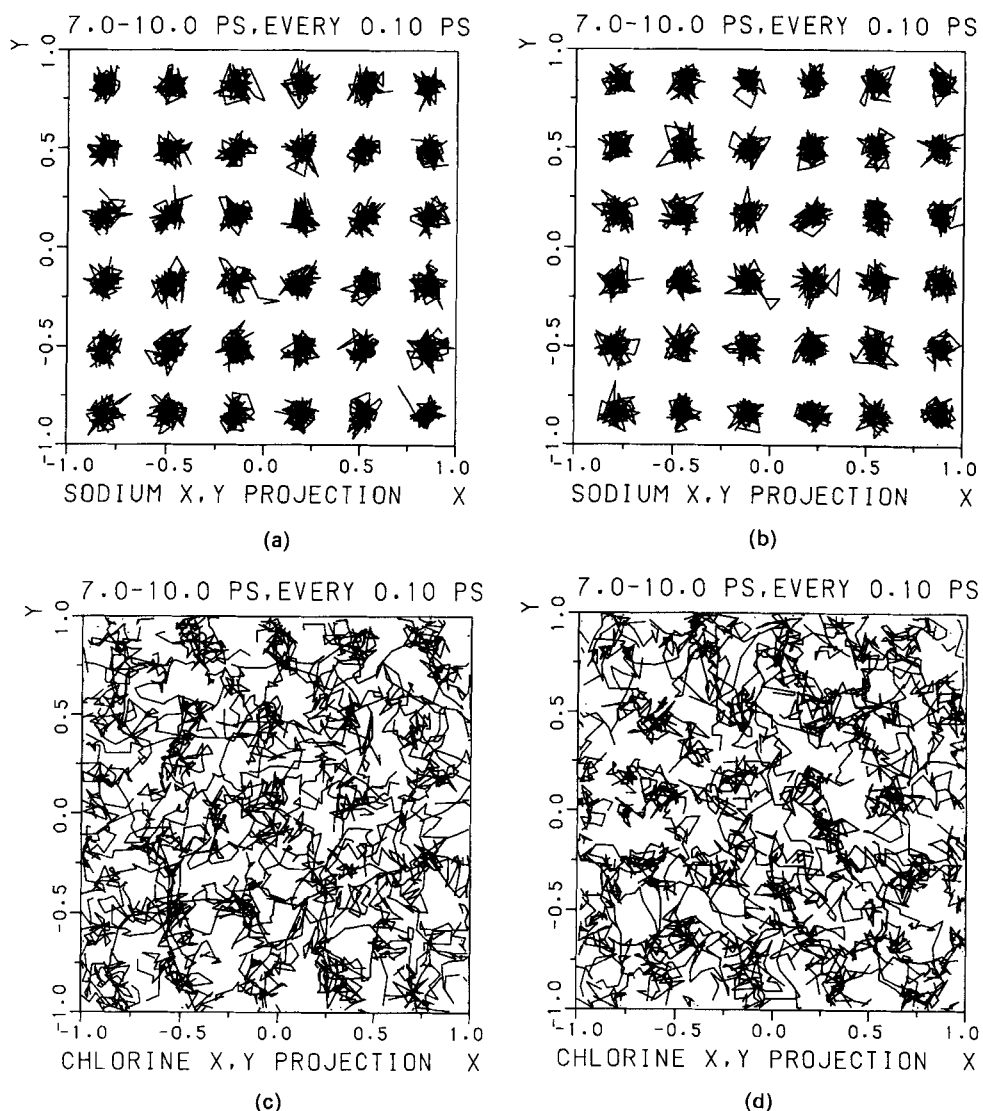 7.0-10.0 PS,EVERY 0.10 PS
Y
1.0
0.5
0.0
-0.5
-1.0
-1.0 -0.5 0.0 0.5 1.0
SODIUM X,Y PROJECTION X
(a)
7.0-10.0 PS,EVERY 0.10 PS
Y
1.0
0.5
0.0
-0.5
-1.0
-1.0 -0.5 0.0 0.5 1.0
SODIUM X,Y PROJECTION X
(b)
7.0-10.0 PS,EVERY 0.10 PS
Y
1.0
0.5
0.0
-0.5
-1.0
-1.0 -0.5 0.0 0.5 1.0
CHLORINE X,Y PROJECTION X
(c)
7.0-10.0 PS,EVERY 0.10 PS
Y
1.0
0.5
0.0
-0.5
-1.0
-1.0 -0.5 0.0 0.5 1.0
CHLORINE X,Y PROJECTION X
(d)